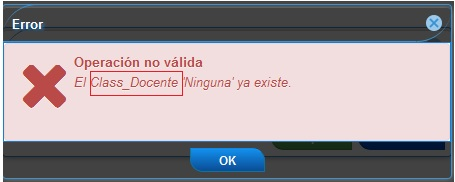 Error
Operación no válida
El Class_Docente 'Ninguna' ya existe.
OK